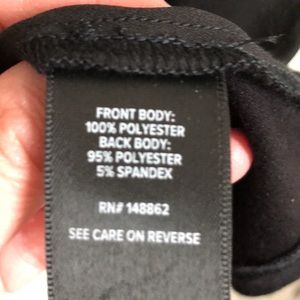 FRONT BODY:
100% POLYESTER
BACK BODY:
95% POLYESTER
5% SPANDEX
RN# 148862
SEE CARE ON REVERSE